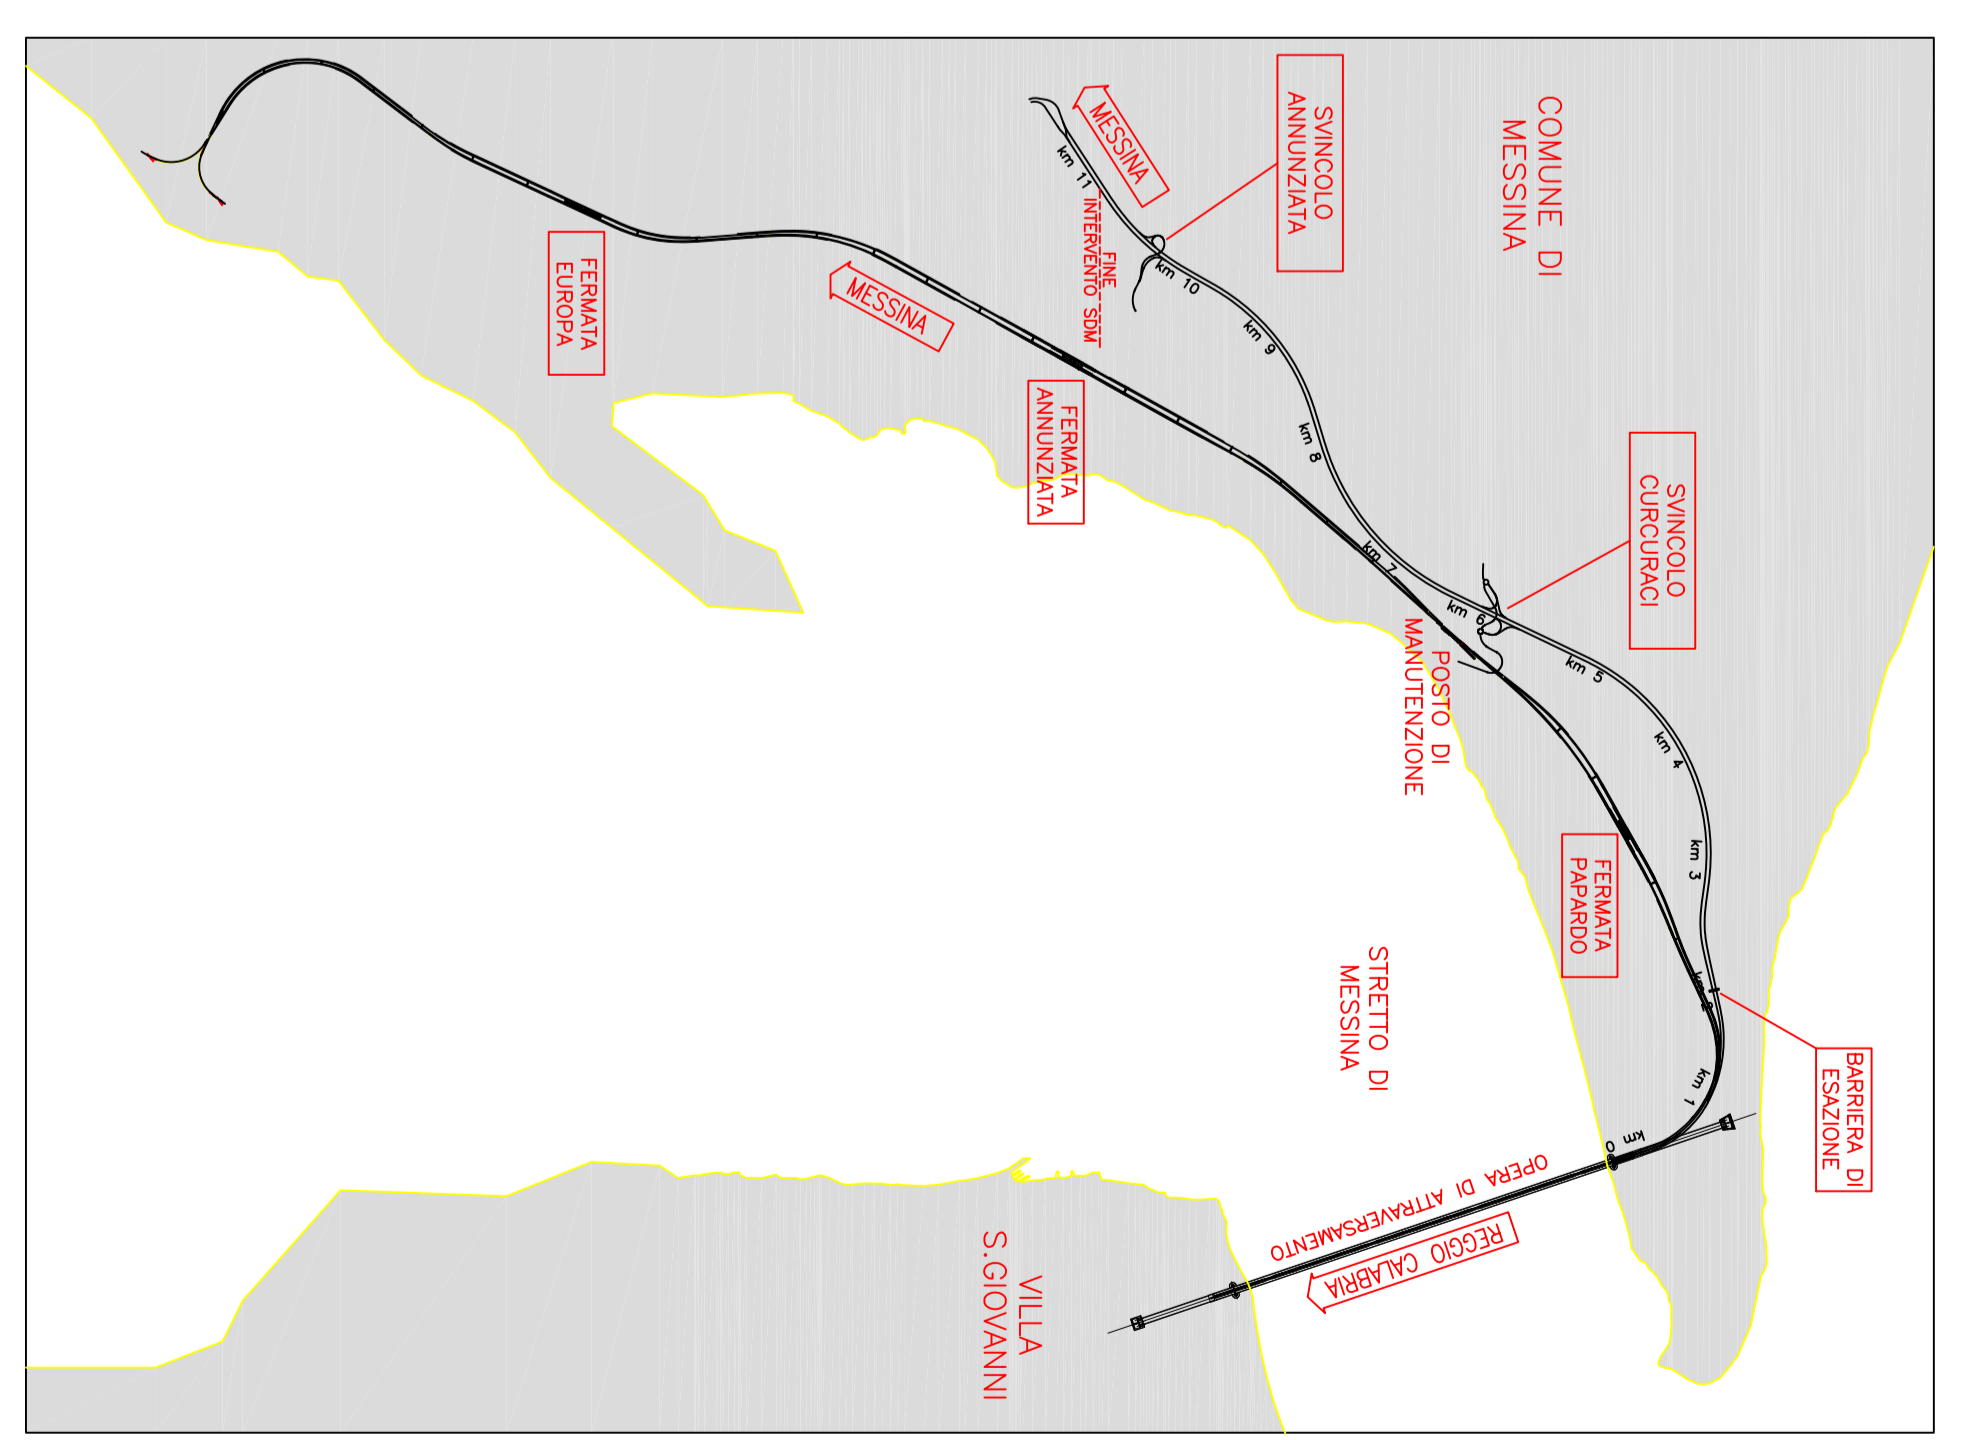 COMUNE DI
MESSINA
SVINCOLO
ANNUNZIATA
MESSINA
km 11
FINE
INTERVENTO SDM
km 10
km 9
km 8
km 7
km 6
km 5
km 4
km 3
km 2
km 1
km 0
SVINCOLO
CURCURACI
BARRIERA DI
ESAZIONE
FERMATA
EUROPA
MESSINA
FERMATA
ANNUNZIATA
POSTO DI
MANUTENZIONE
FERMATA
PAPARDO
STRETTO DI
MESSINA
OPERA DI ATTRAVERSAMENTO
REGGIO CALABRIA
VILLA
S.GIOVANNI